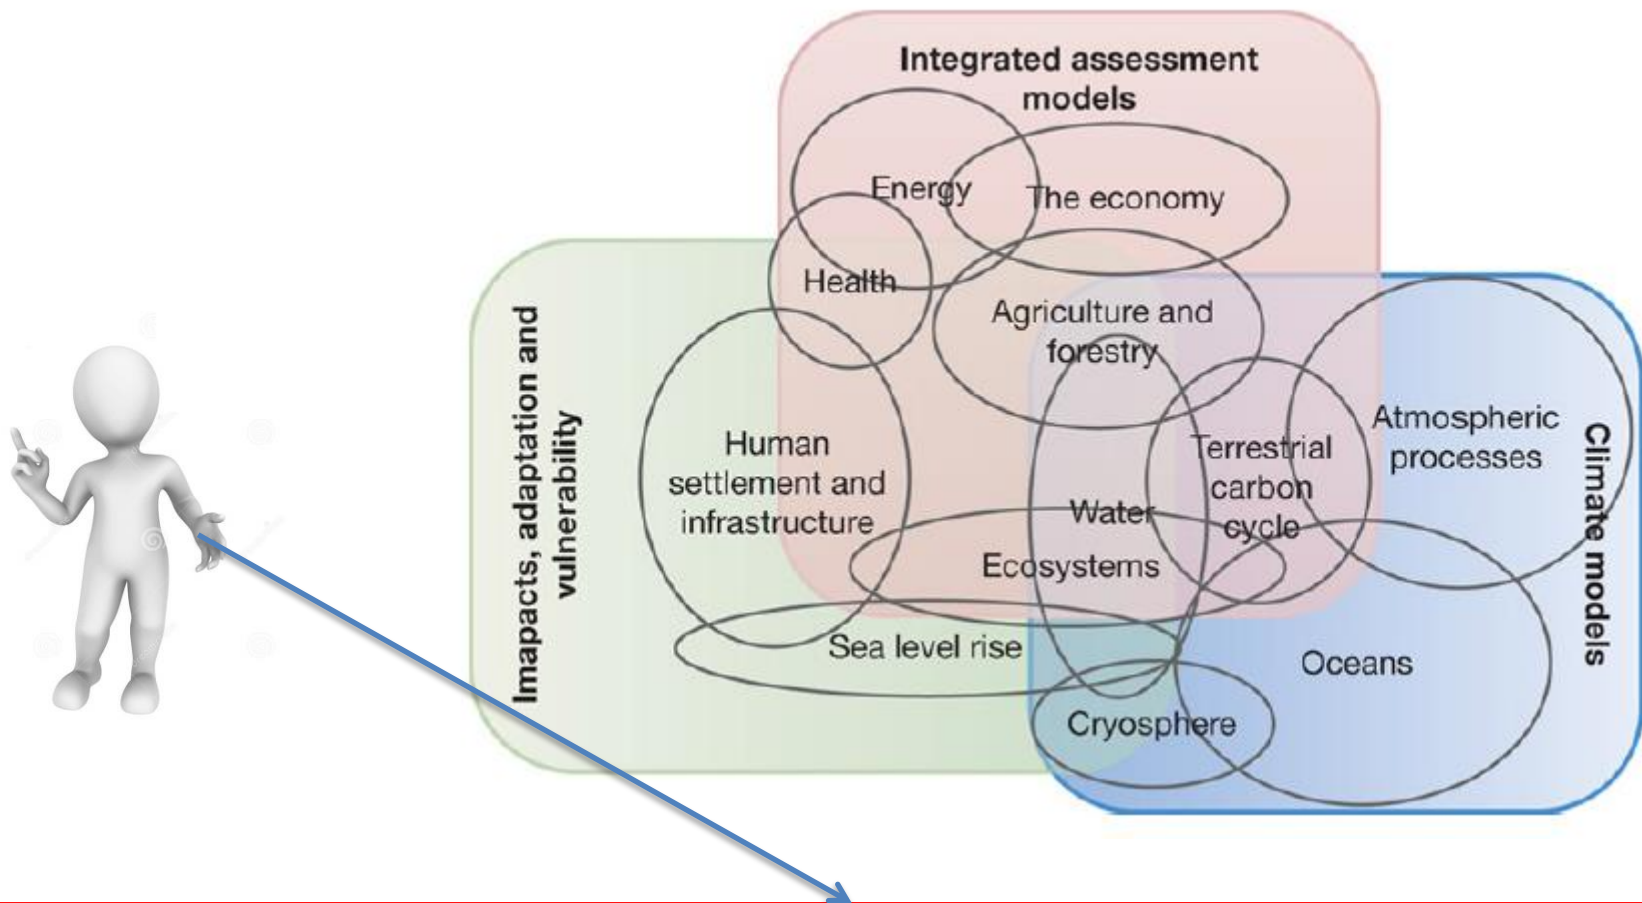 Integrated assessment
models
Energy
The economy
Health
Agriculture and
forestry
Imapacts, adaptation and
vulnerability
Human
settlement and
infrastructure
Water
Ecosystems
Terrestrial
carbon
cycle
Atmospheric
processes
Climate models
Sea level rise
Oceans
Cryosphere